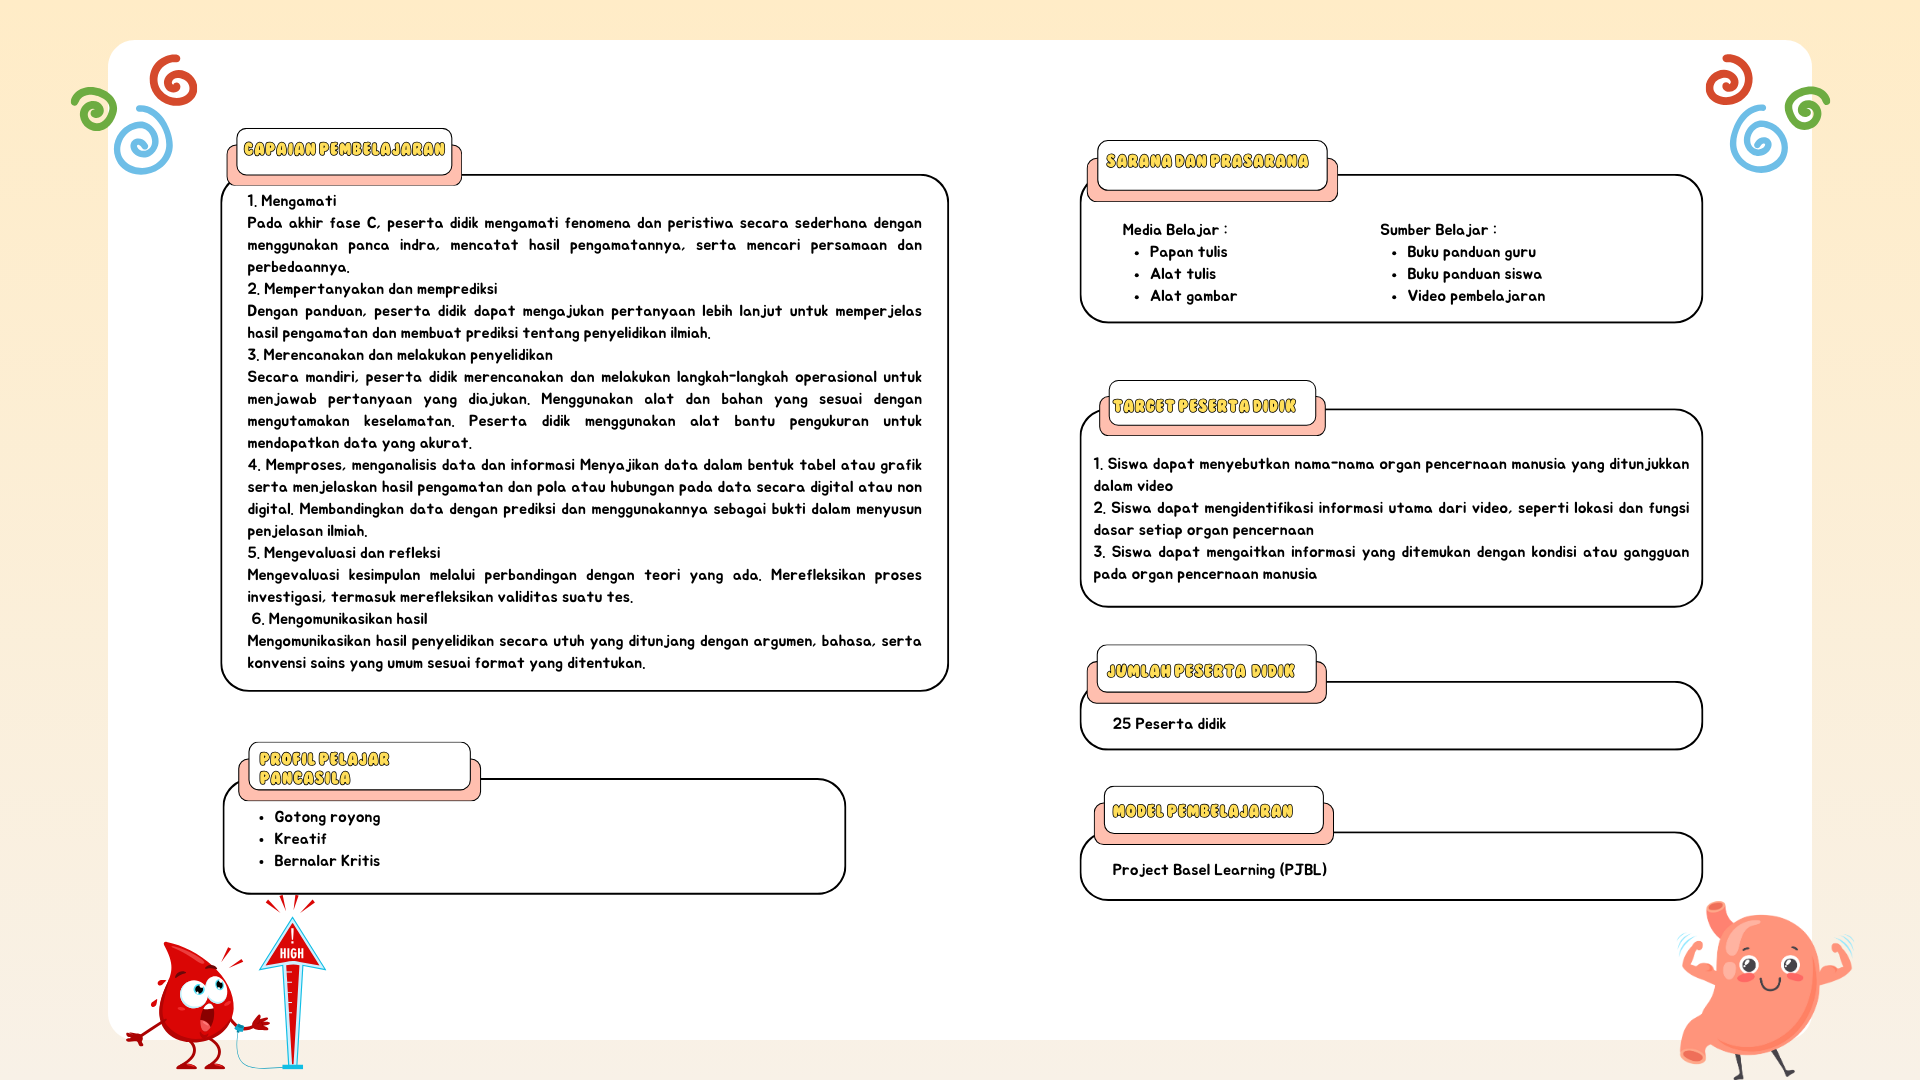 CAPAIAN PEMBELAJARAN
1. Mengamati
Pada akhir fase C, peserta didik mengamati fenomena dan peristiwa secara sederhana dengan
menggunakan panca indra, mencatat hasil pengamatannya, serta mencari persamaan dan
perbedaannya.
2. Mempertanyakan dan memprediksi
Dengan panduan, peserta didik dapat mengajukan pertanyaan lebih lanjut untuk memperjelas
hasil pengamatan dan membuat prediksi tentang penyelidikan ilmiah.
3. Merencanakan dan melakukan penyelidikan
Secara mandiri, peserta didik merencanakan dan melakukan langkah-langkah operasional untuk
menjawab pertanyaan yang diajukan. Menggunakan alat dan bahan yang sesuai dengan
mengutamakan keselamatan. Peserta didik menggunakan alat bantu pengukuran untuk
mendapatkan data yang akurat.
4. Memproses, menganalisis data dan informasi Menyajikan data dalam bentuk tabel atau grafik
serta menjelaskan hasil pengamatan dan pola atau hubungan pada data secara digital atau non
digital. Membandingkan data dengan prediksi dan menggunakannya sebagai bukti dalam menyusun
penjelasan ilmiah.
5. Mengevaluasi dan refleksi
Mengevaluasi kesimpulan melalui perbandingan dengan teori yang ada. Merefleksikan proses
investigasi, termasuk merefleksikan validitas suatu tes.
6. Mengomunikasikan hasil
Mengomunikasikan hasil penyelidikan secara utuh yang ditunjang dengan argumen, bahasa, serta
konvensi sains yang umum sesuai format yang ditentukan.
PROFIL PELAJAR
PANCASILA
• Gotong royong
• Kreatif
• Bernalar Kritis
! HIGH
SARANA DAN PRASARANA
Media Belajar :
• Papan tulis
• Alat tulis
• Alat gambar
Sumber Belajar :
• Buku panduan guru
• Buku panduan siswa
• Video pembelajaran
TARGET PESERTA DIDIK
1. Siswa dapat menyebutkan nama-nama organ pencernaan manusia yang ditunjukkan
dalam video
2. Siswa dapat mengidentifikasi informasi utama dari video, seperti lokasi dan fungsi
dasar setiap organ pencernaan
3. Siswa dapat mengaitkan informasi yang ditemukan dengan kondisi atau gangguan
pada organ pencernaan manusia
JUMLAH PESERTA DIDIK
25 Peserta didik
MODEL PEMBELAJARAN
Project Basel Learning (PJBL)